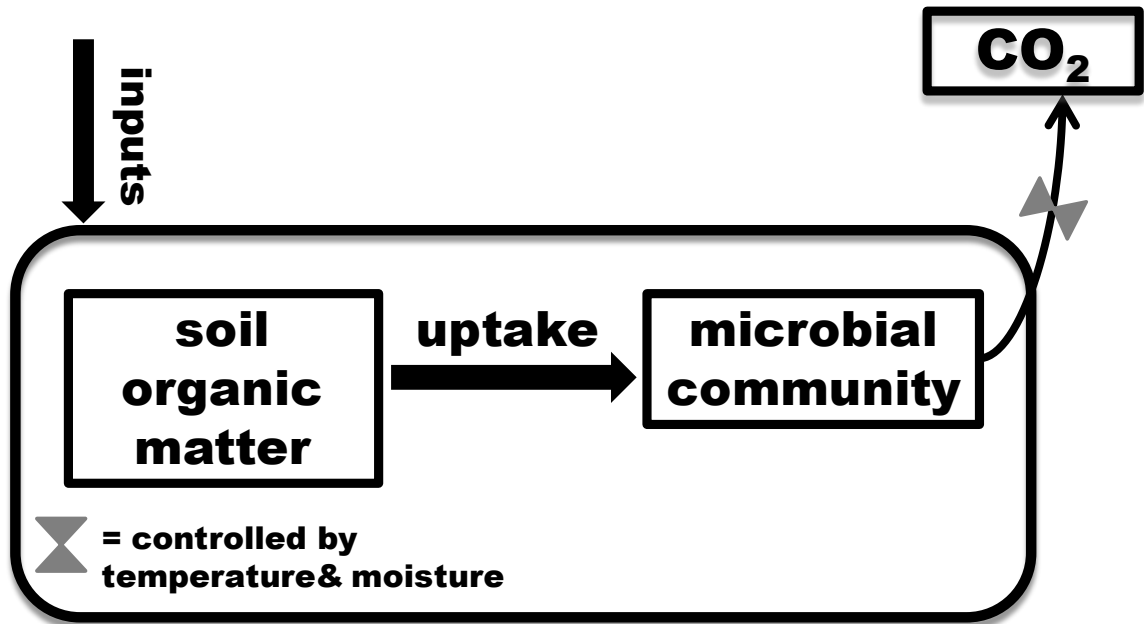 inputs
CO₂
soil
organic
matter
uptake
microbial
community
= controlled by
temperature& moisture